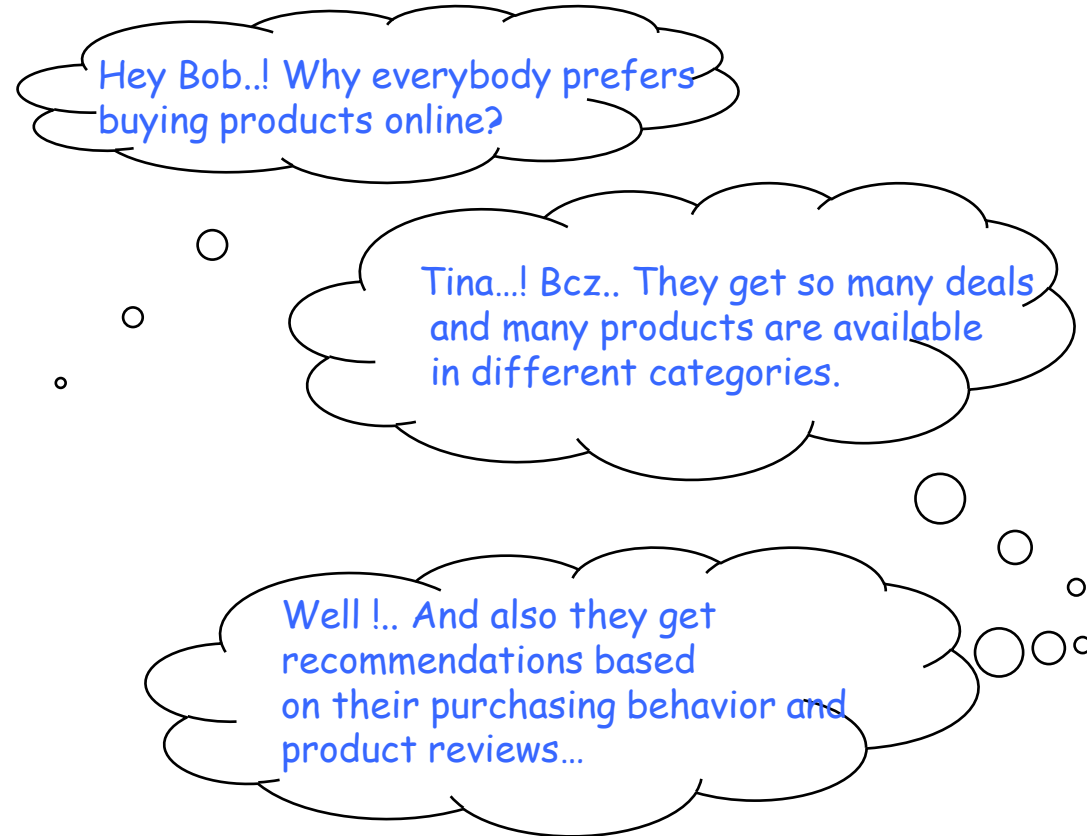 Hey Bob..! Why everybody prefers
buying products online?
Tina...! Bcz.. They get so many deals
and many products are available
in different categories.
Well !.. And also they get
recommendations based
on their purchasing behavior and
product reviews...